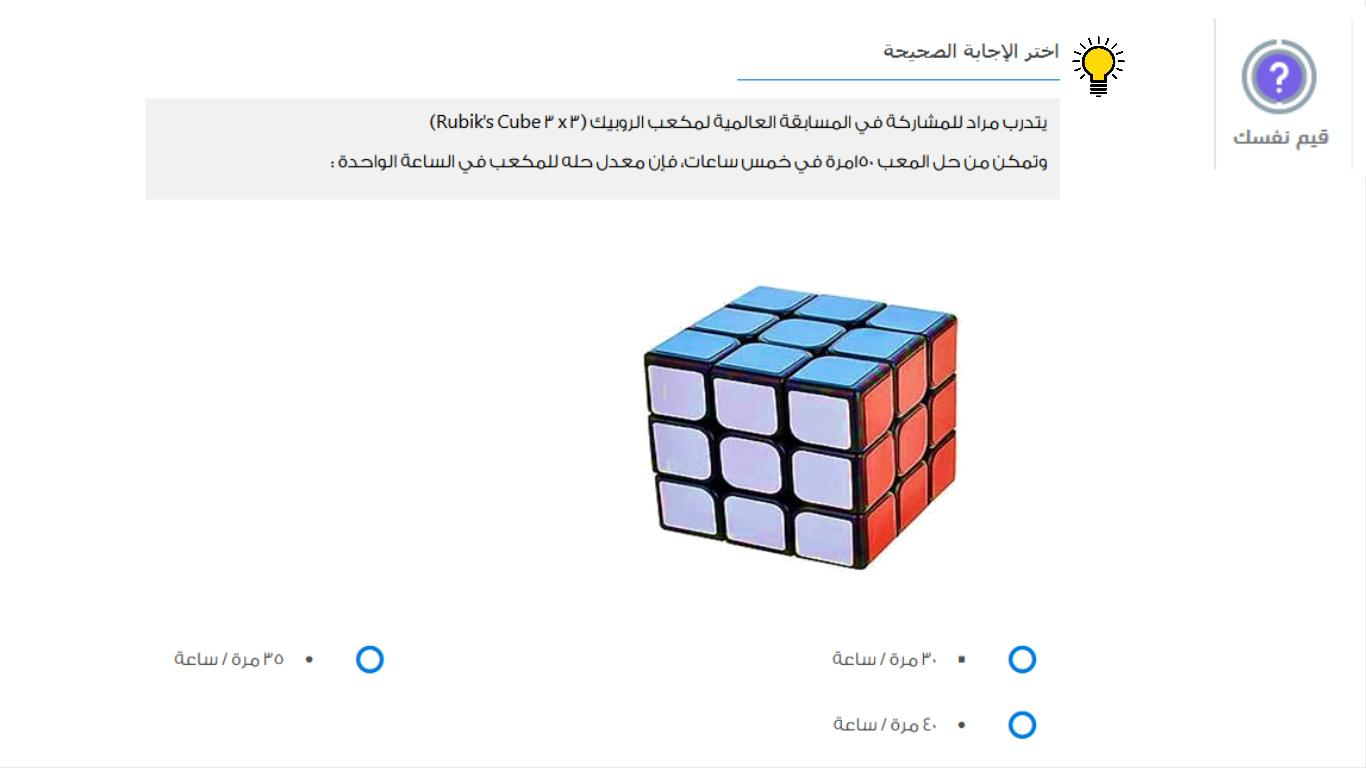 اختر الإجابة الصحيحة
?
قيم نفسك
يتدرب مراد للمشاركة في المسابقة العالمية لمكعب الروبيك (Rubik's Cube ٣ x ٣)
وتمكن من حل المعب ١٥٠مرة في خمس ساعات، فإن معدل حله للمكعب في الساعة الواحدة :
▪ ٣٠ مرة / ساعة
• ٣٥ مرة / ساعة
• ٤٠ مرة / ساعة